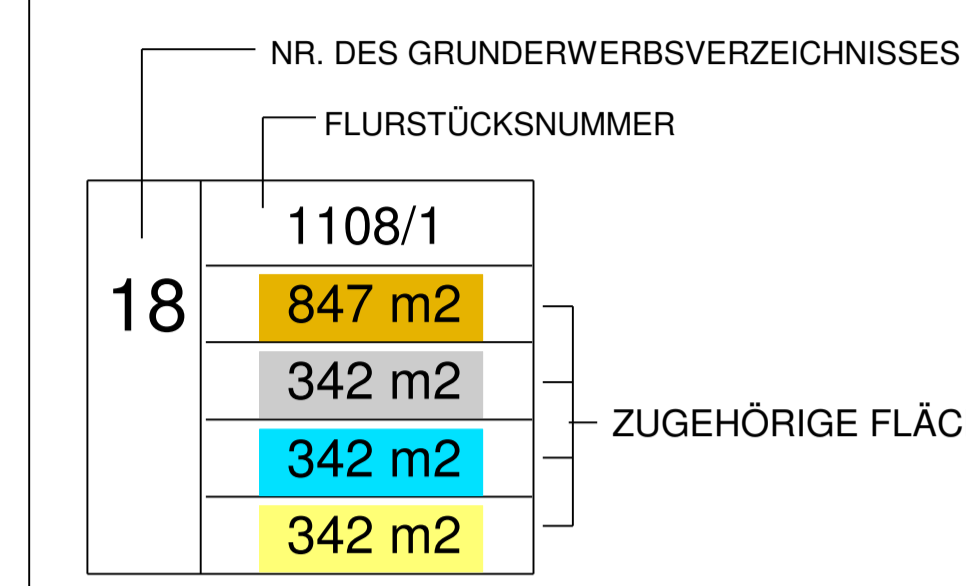 NR. DES GRUNDERWERBSVERZEICHNISSES
FLURSTÜCKSNUMMER
1108/1
18
847 m2
342 m2
ZUGEHÖRIGE FLÄC
342 m2
342 m2